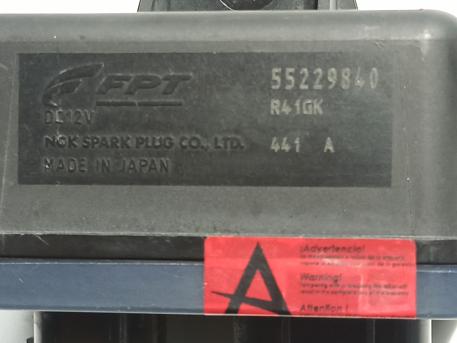 FPT 55229840
DC12V R41GK
NGK SPARK PLUG CO., LTD. 441 A
MADE IN JAPAN
¡Advertencia!
Warning!
Attention !